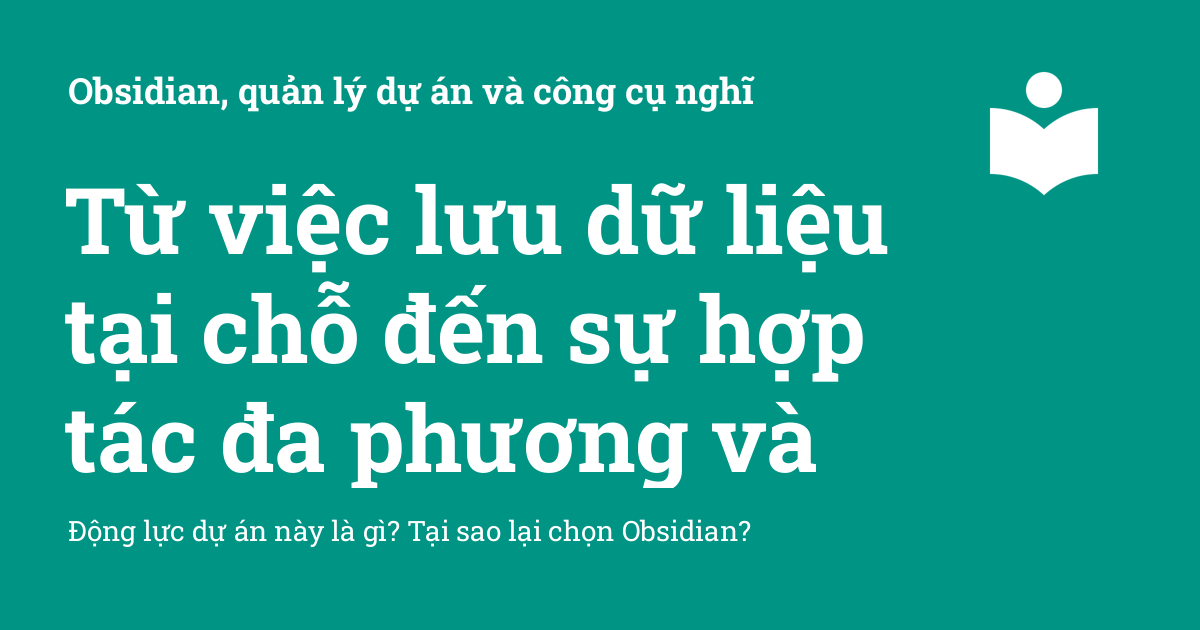 Obsidian, quản lý dự án và công cụ nghĩ
Từ việc lưu dữ liệu
tại chỗ đến sự hợp
tác đa phương và
Động lực dự án này là gì? Tại sao lại chọn Obsidian?